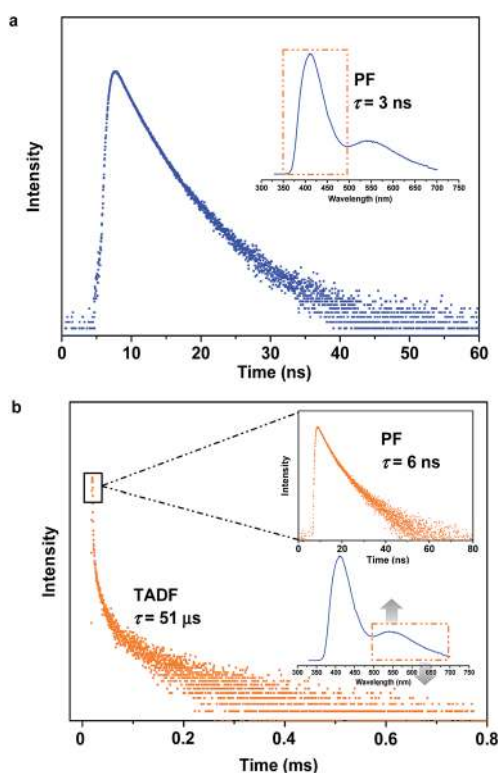 a
Intensity
PF
τ = 3 ns
300 350 400 450 500 550 600 650 700 750
Wavelength (nm)
0 10 20 30 40 50 60
Time (ns)
b
Intensity
TADF
τ = 51 μs
Intensity
PF
τ = 6 ns
0 20 40 60 80
Time (ns)
300 350 400 450 500 550 600 650 700 750
Wavelength (nm)
0 0.2 0.4 0.6 0.8
Time (ms)